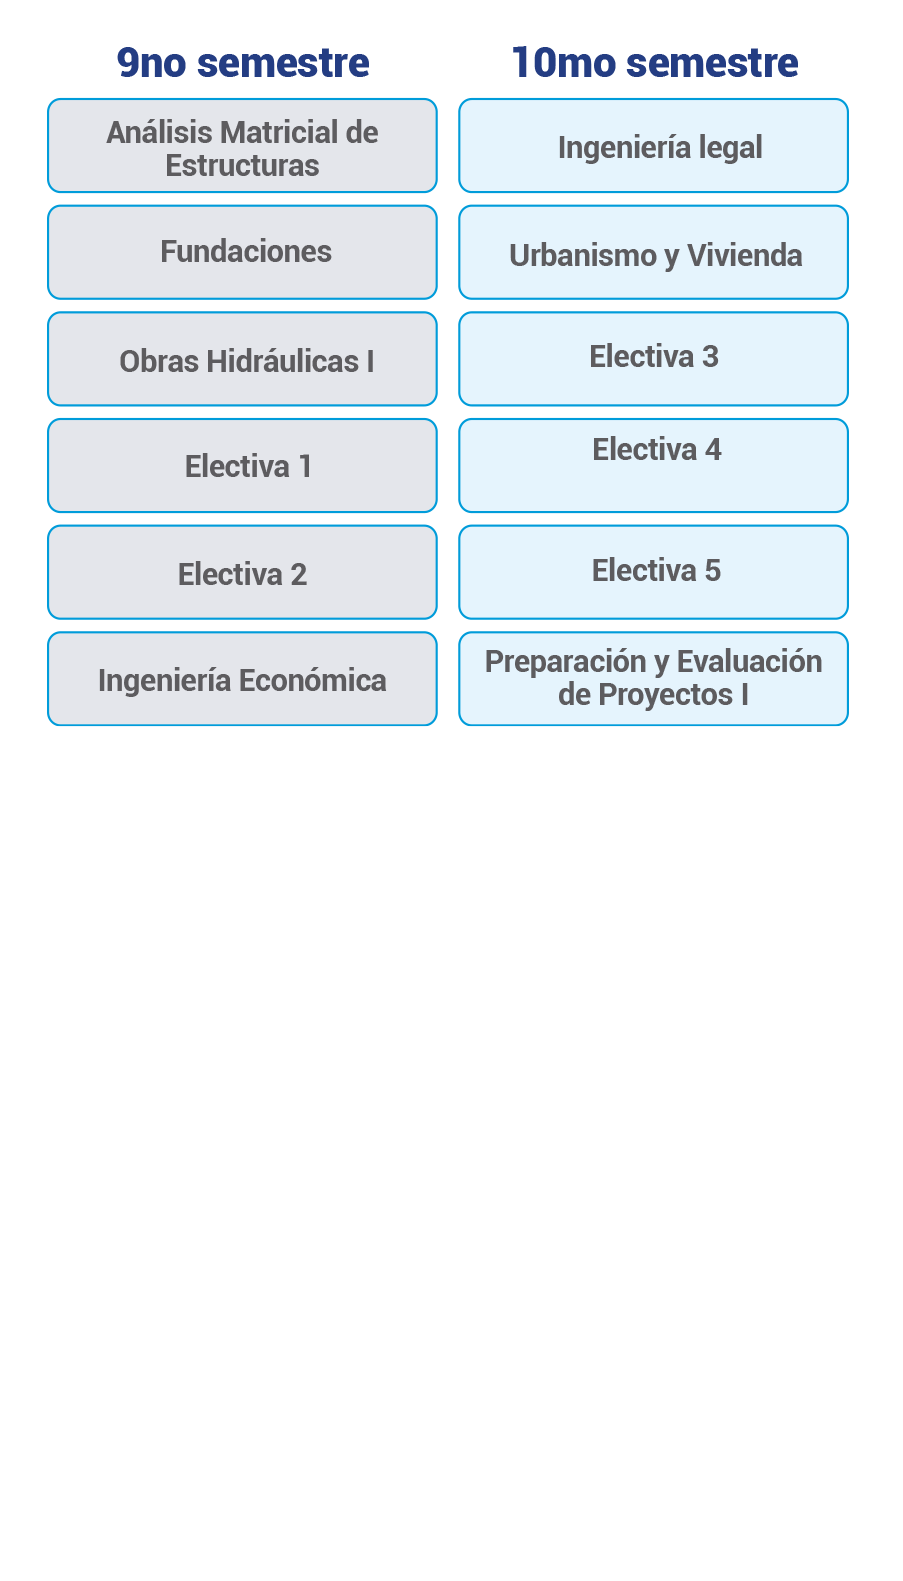 9no semestre
Análisis Matricial de
Estructuras
Fundaciones
Obras Hidráulicas I
Electiva 1
Electiva 2
Ingeniería Económica
10mo semestre
Ingeniería legal
Urbanismo y Vivienda
Electiva 3
Electiva 4
Electiva 5
Preparación y Evaluación
de Proyectos I